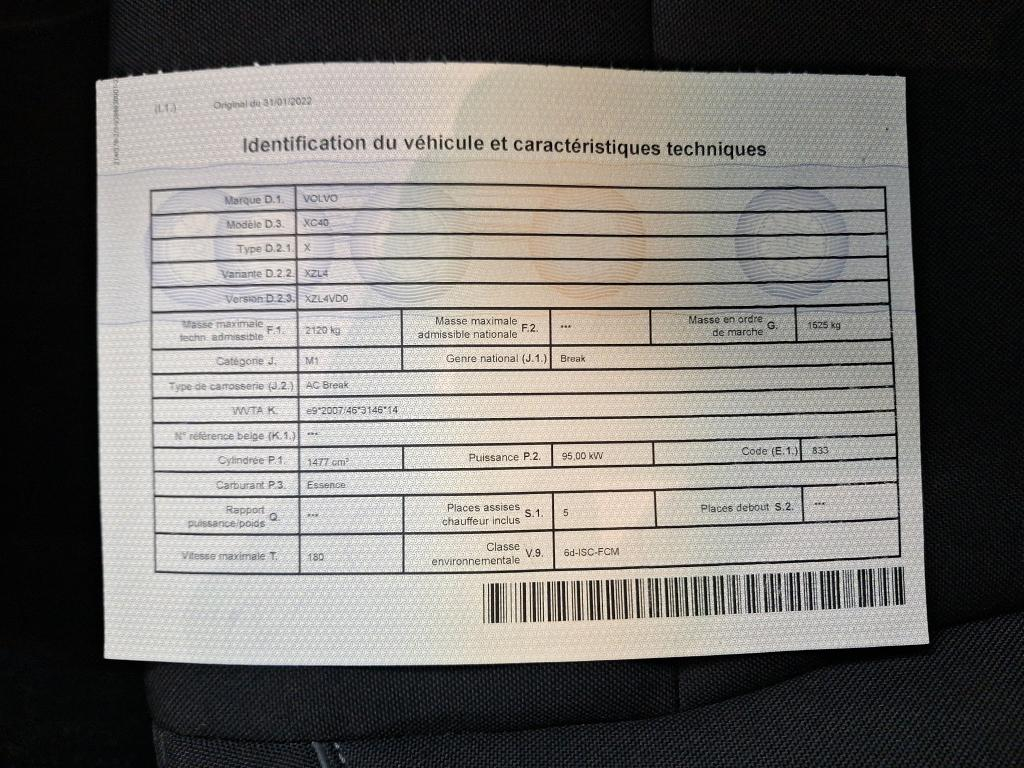 (I.1.) Original du 31/01/2022
Identification du véhicule et caractéristiques techniques
Marque D.1. VOLVO
Modèle D.3. XC40
Type D.2.1. X
Variante D.2.2. XZL4
Version D.2.3. XZL4VD0
Masse maximale techn. admissible F.1. 2120 kg Masse maximale admissible nationale F.2. *** Masse en ordre de marche G. 1625 kg
Catégorie J. M1 Genre national (J.1.) Break
Type de carrosserie (J.2.) AC Break
WVTA K. e9*2007/46*3146*14
N° référence belge (K.1.) ***
Cylindrée P.1. 1477 cm³ Puissance P.2. 95,00 kW Code (E.1.) 833
Carburant P.3. Essence
Rapport puissance/poids Q. *** Places assises chauffeur inclus S.1. 5 Places debout S.2. ***
Vitesse maximale T. 180 Classe environnementale V.9. 6d-ISC-FCM